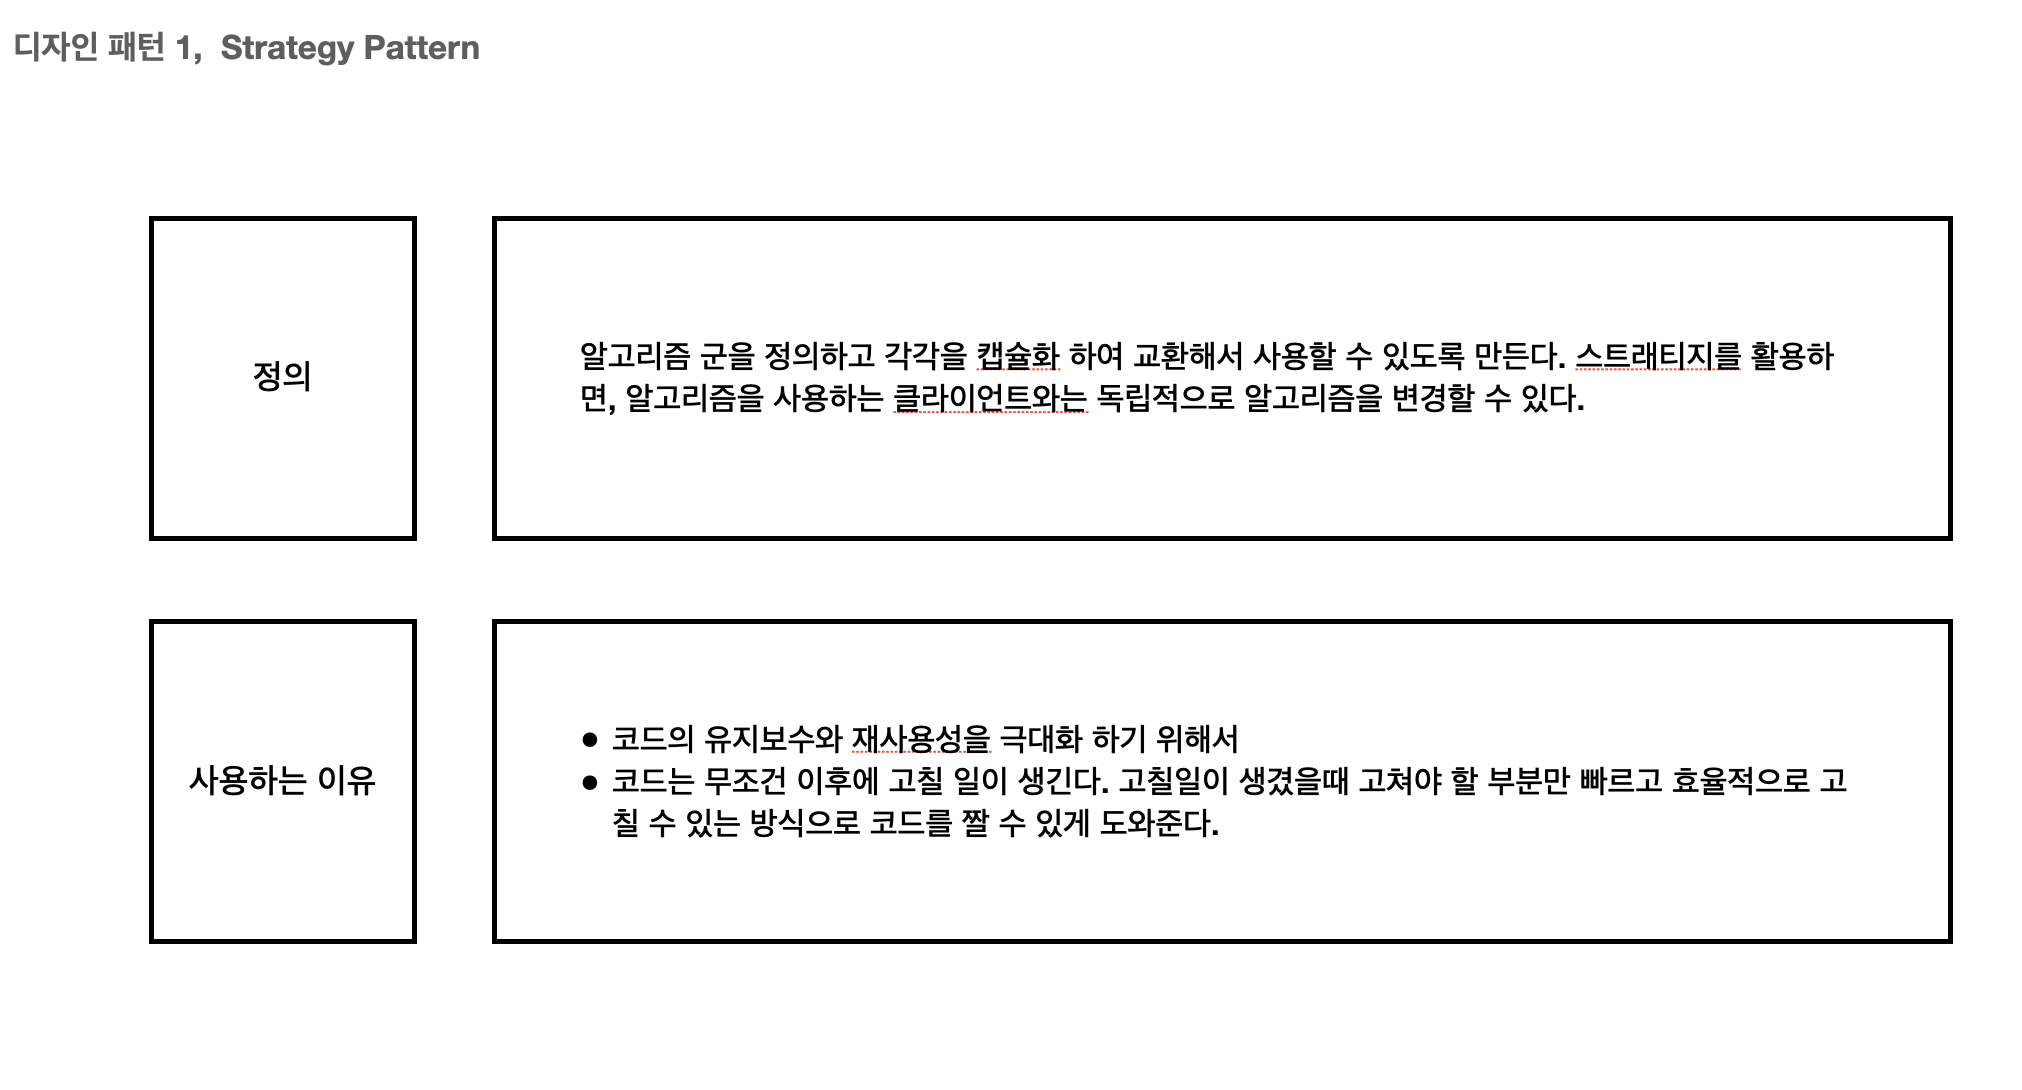 디자인 패턴 1,  Strategy Pattern
정의
알고리즘 군을 정의하고 각각을 캡슐화 하여 교환해서 사용할 수 있도록 만든다. 스트래티지를 활용하
면, 알고리즘을 사용하는 클라이언트와는 독립적으로 알고리즘을 변경할 수 있다.
사용하는 이유
● 코드의 유지보수와 재사용성을 극대화 하기 위해서
● 코드는 무조건 이후에 고칠 일이 생긴다. 고칠일이 생겼을때 고쳐야 할 부분만 빠르고 효율적으로 고
칠 수 있는 방식으로 코드를 짤 수 있게 도와준다.